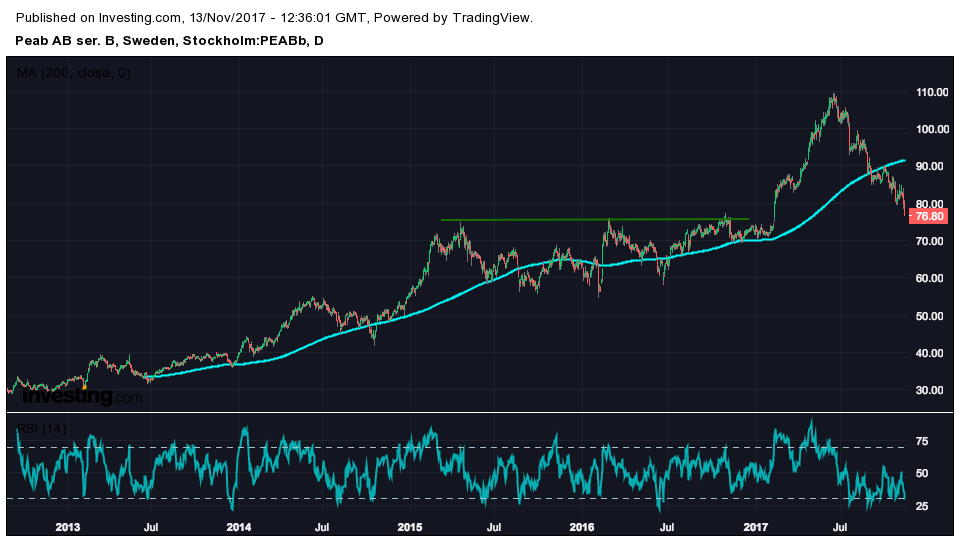 Published on Investing.com, 13/Nov/2017 - 12:36:01 GMT, Powered by TradingView.
Peab AB ser. B, Sweden, Stockholm:PEABb, D
MA (200, close, 0)
110.00
100.00
90.00
80.00
76.80
70.00
60.00
50.00
40.00
30.00
Investing.com
RSI (14)
75
50
25
2013 Jul 2014 Jul 2015 Jul 2016 Jul 2017 Jul